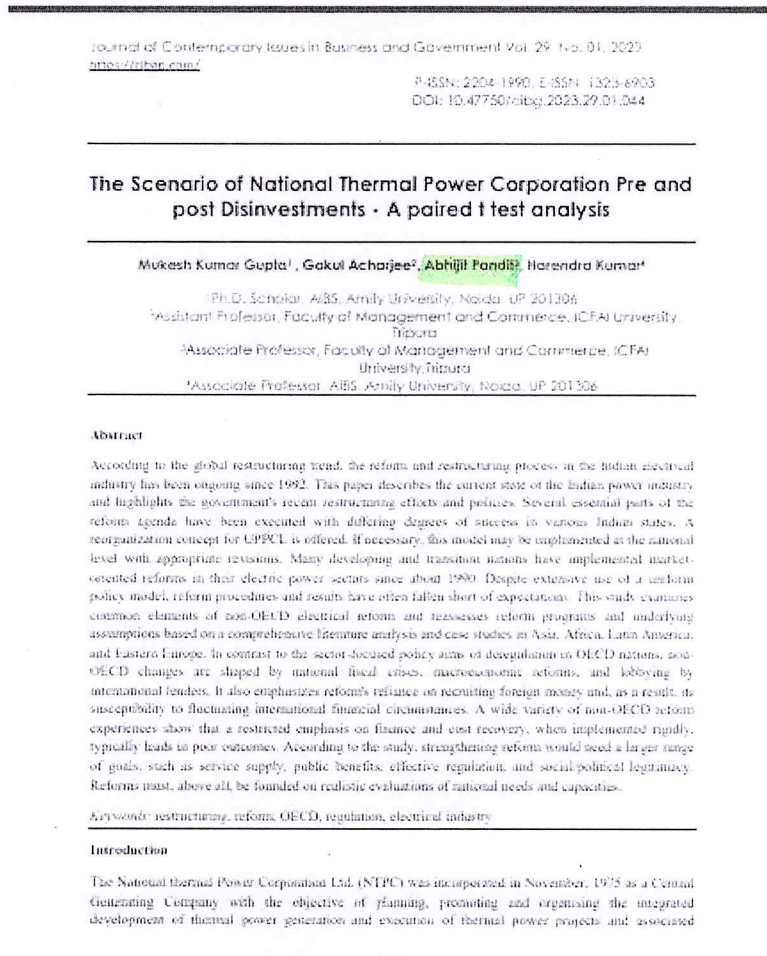 Journal of Contemporary Issues in Business and Government Vol. 29, No. 01, 2023
https://cibgp.com/
P-ISSN: 2204-1990; E-ISSN: 1323-6903
DOI: 10.47750/cibg.2023.29.01.044
The Scenario of National Thermal Power Corporation Pre and
post Disinvestments - A paired t test analysis
Mukesh Kumar Gupta¹, Gokul Acharjee², Abhijit Pandit³, Harendra Kumar⁴
¹Ph.D. Scholar, AIBS, Amity University, Noida, UP 201306
²Assistant Professor, Faculty of Management and Commerce, ICFAI University,
Tripura
³Associate Professor, Faculty of Management and Commerce, ICFAI
University, Tripura
⁴Associate Professor, AIBS, Amity University, Noida, UP 201306
Abstract
According to the global restructuring trend, the reform and restructuring process in the Indian electrical
industry has been ongoing since 1992. This paper describes the current state of the Indian power industry
and highlights the government's recent restructuring efforts and policies. Several essential parts of the
reform agenda have been executed with differing degrees of success in various Indian states. A
reorganization concept for UPPCL is offered. If necessary, this model may be implemented at the national
level with appropriate revisions. Many developing and transition nations have implemented market-
oriented reforms in their electric power sectors since about 1990. Despite extensive use of a uniform
policy model, reform procedures and results have often fallen short of expectations. This study examines
common elements of non-OECD electrical reform and reassesses reform programs and underlying
assumptions based on a comprehensive literature analysis and case studies in Asia, Africa, Latin America,
and Eastern Europe. In contrast to the sector-focused policy aims of deregulation in OECD nations, non-
OECD changes are shaped by national fiscal crises, macroeconomic reforms, and lobbying by
international lenders. It also emphasizes reform's reliance on recruiting foreign money and, as a result, its
susceptibility to fluctuating international financial circumstances. A wide variety of non-OECD reform
experiences show that a restricted emphasis on finance and cost recovery, when implemented rigidly,
typically leads to poor outcomes. According to the study, strengthening reform would need a larger range
of goals, such as service supply, public benefits, effective regulation, and social/political legitimacy.
Reforms must, above all, be founded on realistic evaluations of national needs and capacities.
Keywords: restructuring, reform, OECD, regulation, electrical industry
Introduction
The National thermal Power Corporation Ltd. (NTPC) was incorporated in November, 1975 as a Central
Generating Company with the objective of planning, promoting and organising the integrated
development of thermal power generation and execution of thermal power projects and associated